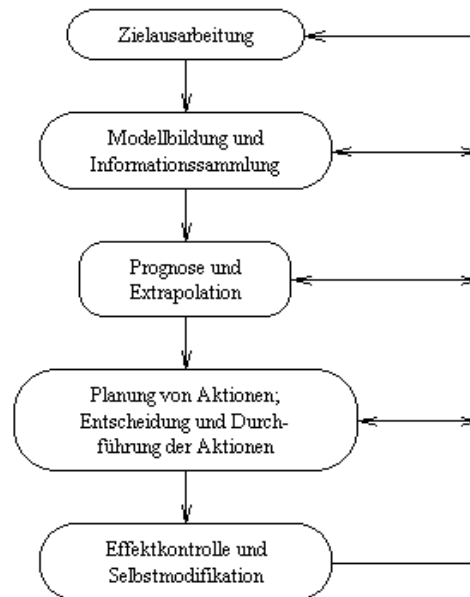 Zielausarbeitung
Modellbildung und
Informationssammlung
Prognose und
Extrapolation
Planung von Aktionen;
Entscheidung und Durch-
führung der Aktionen
Effektkontrolle und
Selbstmodifikation